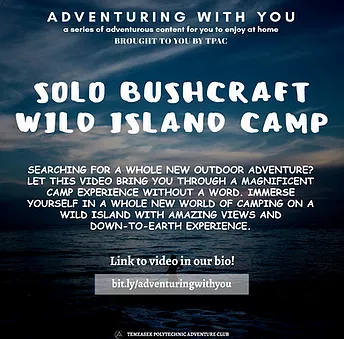 ADVENTURING WITH YOU
a series of adventurous content for you to enjoy at home
BROUGHT TO YOU BY TPAC
SOLO BUSHCRAFT
WILD ISLAND CAMP
SEARCHING FOR A WHOLE NEW OUTDOOR ADVENTURE?
LET THIS VIDEO BRING YOU THROUGH A MAGNIFICENT
CAMP EXPERIENCE WITHOUT A WORD. IMMERSE
YOURSELF IN A WHOLE NEW WORLD OF CAMPING ON A
WILD ISLAND WITH AMAZING VIEWS AND
DOWN-TO-EARTH EXPERIENCE.
Link to video in our bio!
bit.ly/adventuringwithyou
TEMASEK POLYTECHNIC ADVENTURE CLUB